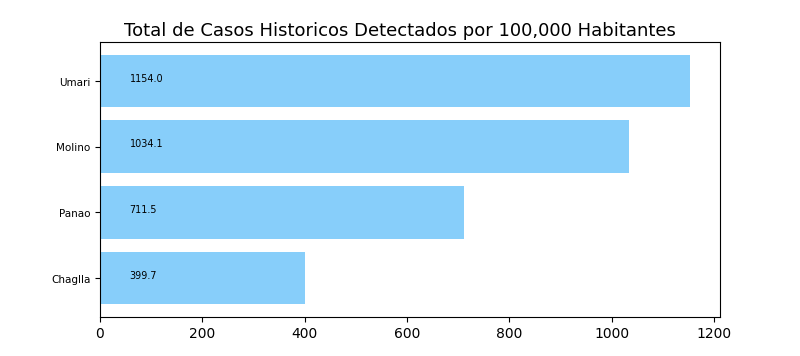 Total de Casos Historicos Detectados por 100,000 Habitantes
Umari 1154.0
Molino 1034.1
Panao 711.5
Chaglla 399.7
0 200 400 600 800 1000 1200